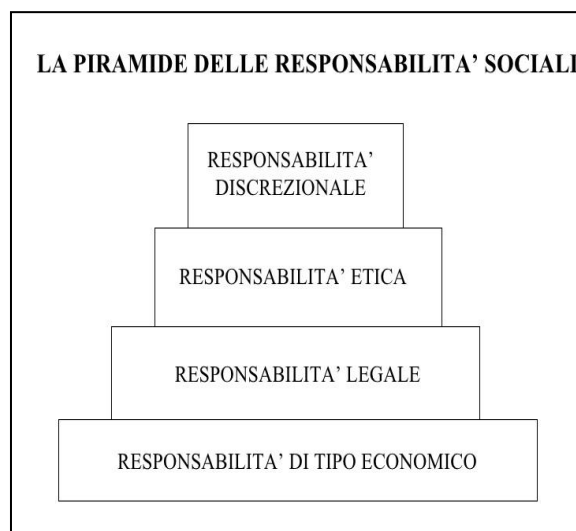 LA PIRAMIDE DELLE RESPONSABILITA' SOCIALI
RESPONSABILITA'
DISCREZIONALE
RESPONSABILITA' ETICA
RESPONSABILITA' LEGALE
RESPONSABILITA' DI TIPO ECONOMICO